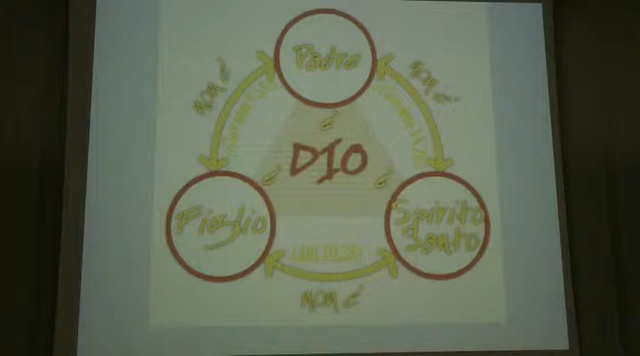 Padre
non è
non è
è
DIO
è
è
Figlio
Spirito
Santo
non è